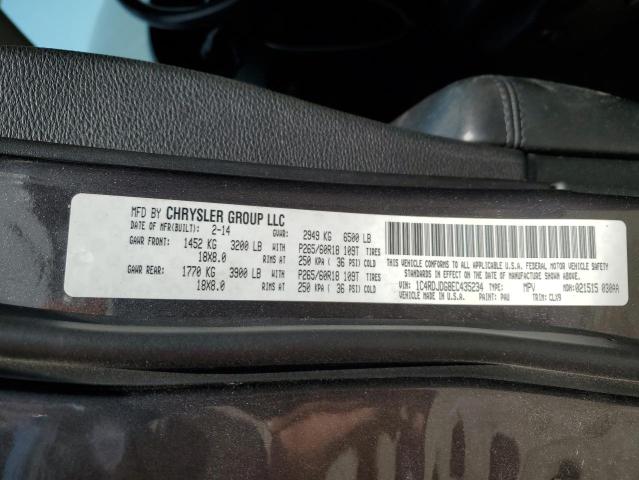 MFD BY CHRYSLER GROUP LLC
DATE OF MFR(BUILT): 2-14 GVWR: 2949 KG 6500 LB
GAWR FRONT: 1452 KG 3200 LB WITH P265/60R18 109T TIRES
18X8.0 RIMS AT 250 KPA ( 36 PSI) COLD
GAWR REAR: 1770 KG 3900 LB WITH P265/60R18 109T TIRES
18X8.0 RIMS AT 250 KPA ( 36 PSI) COLD
THIS VEHICLE CONFORMS TO ALL APPLICABLE U.S.A. FEDERAL MOTOR VEHICLE SAFETY
STANDARDS IN EFFECT ON THE DATE OF MANUFACTURE SHOWN ABOVE.
VIN: 1C4RDJDG8EC435234 TYPE: MPV MDH: 021515 030AA
MADE IN U.S.A. PAINT: PAU TRIM: CLX9